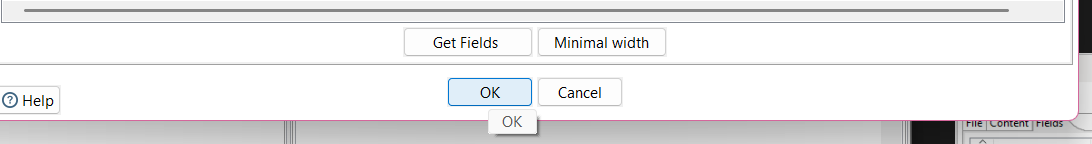 Get Fields Minimal width
OK Cancel
Help
OK
File Content Fields